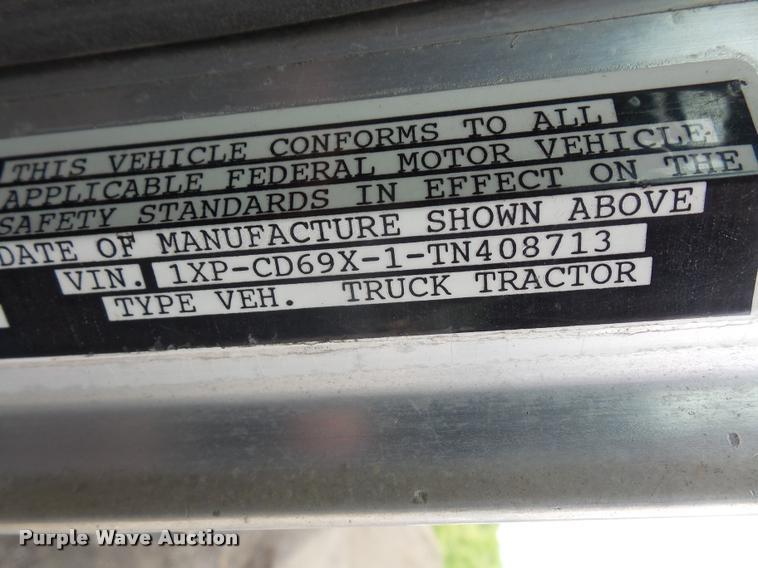 THIS VEHICLE CONFORMS TO ALL
APPLICABLE FEDERAL MOTOR VEHICLE
SAFETY STANDARDS IN EFFECT ON THE
DATE OF MANUFACTURE SHOWN ABOVE
VIN. 1XP-CD69X-1-TN408713
TYPE VEH. TRUCK TRACTOR
Purple Wave Auction